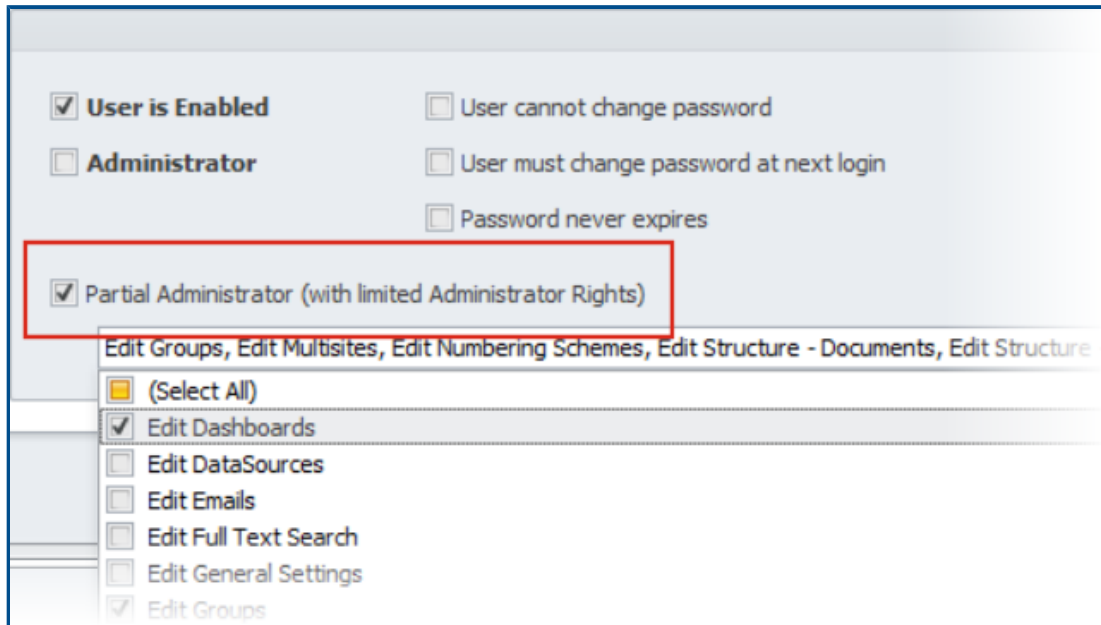 User is Enabled
User cannot change password
Administrator
User must change password at next login
Password never expires
Partial Administrator (with limited Administrator Rights)
Edit Groups, Edit Multisites, Edit Numbering Schemes, Edit Structure - Documents, Edit Structure
(Select All)
Edit Dashboards
Edit DataSources
Edit Emails
Edit Full Text Search
Edit General Settings
Edit Groups